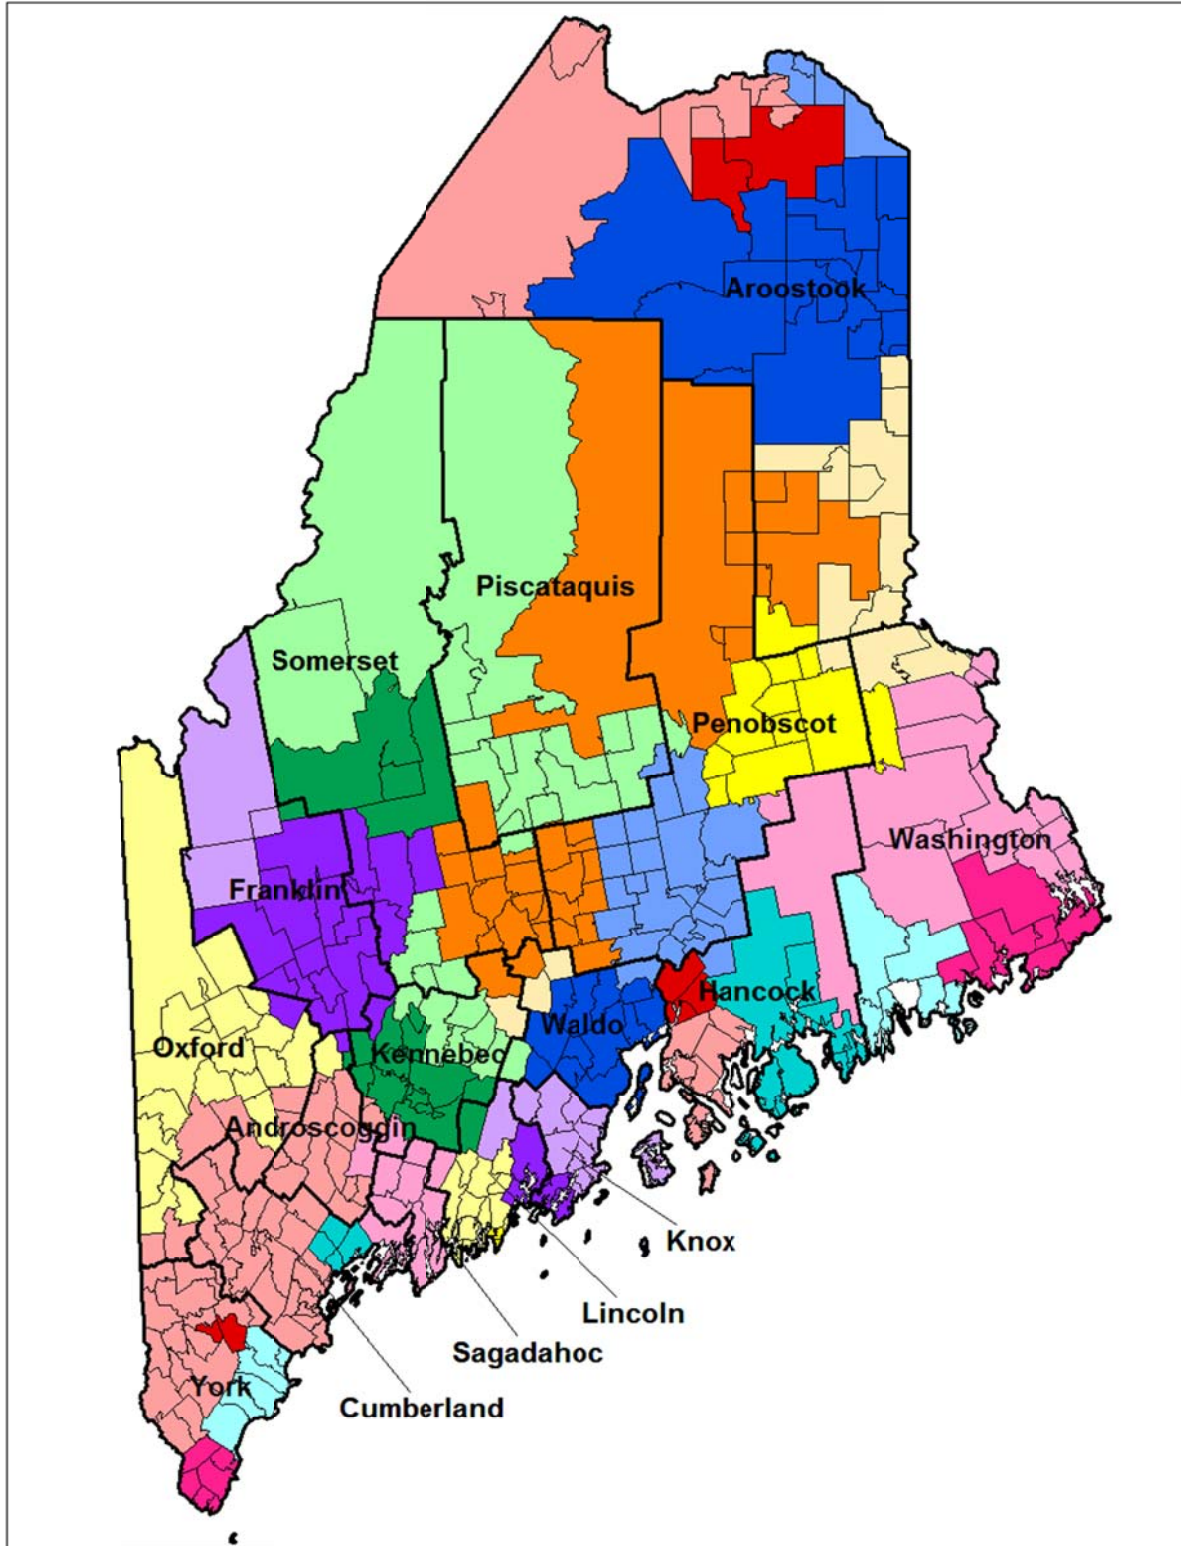 Aroostook
Piscataquis
Somerset
Penobscot
Washington
Franklin
Hancock
Waldo
Oxford
Kennebec
Androscoggin
Knox
Lincoln
Sagadahoc
York
Cumberland